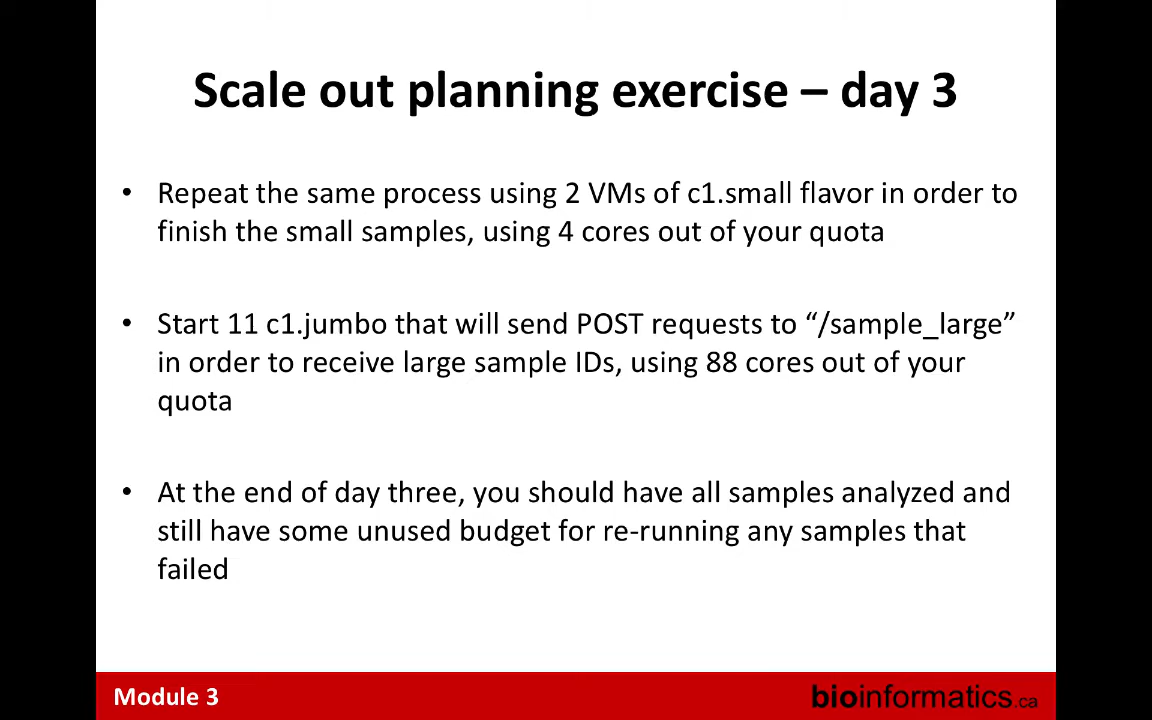 Scale out planning exercise – day 3
• Repeat the same process using 2 VMs of c1.small flavor in order to
finish the small samples, using 4 cores out of your quota
• Start 11 c1.jumbo that will send POST requests to “/sample_large”
in order to receive large sample IDs, using 88 cores out of your
quota
• At the end of day three, you should have all samples analyzed and
still have some unused budget for re-running any samples that
failed
Module 3
bioinformatics.ca